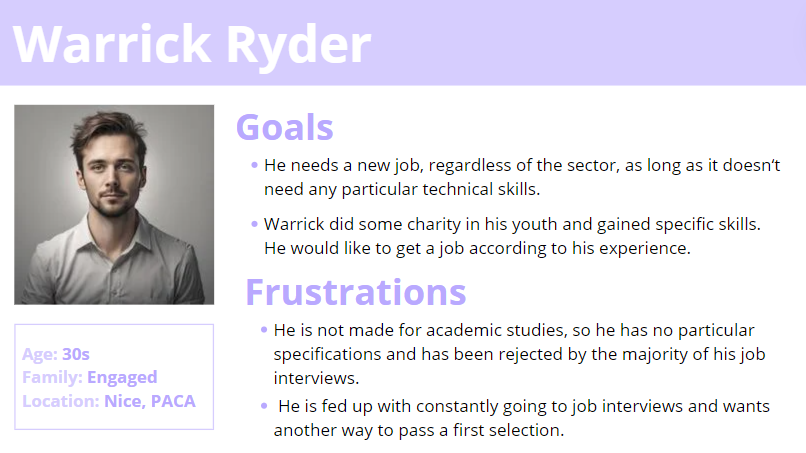 Warrick Ryder
Goals
• He needs a new job, regardless of the sector, as long as it doesn't
need any particular technical skills.
• Warrick did some charity in his youth and gained specific skills.
He would like to get a job according to his experience.
Frustrations
• He is not made for academic studies, so he has no particular
specifications and has been rejected by the majority of his job
interviews.
• He is fed up with constantly going to job interviews and wants
another way to pass a first selection.
Age: 30s
Family: Engaged
Location: Nice, PACA